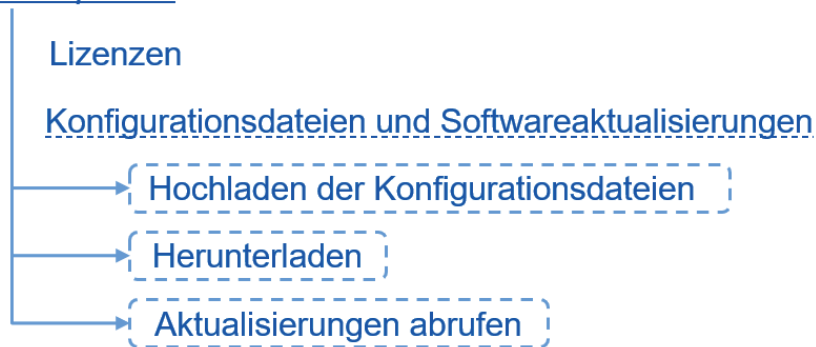 Lizenzen
Konfigurationsdateien und Softwareaktualisierungen
Hochladen der Konfigurationsdateien
Herunterladen
Aktualisierungen abrufen